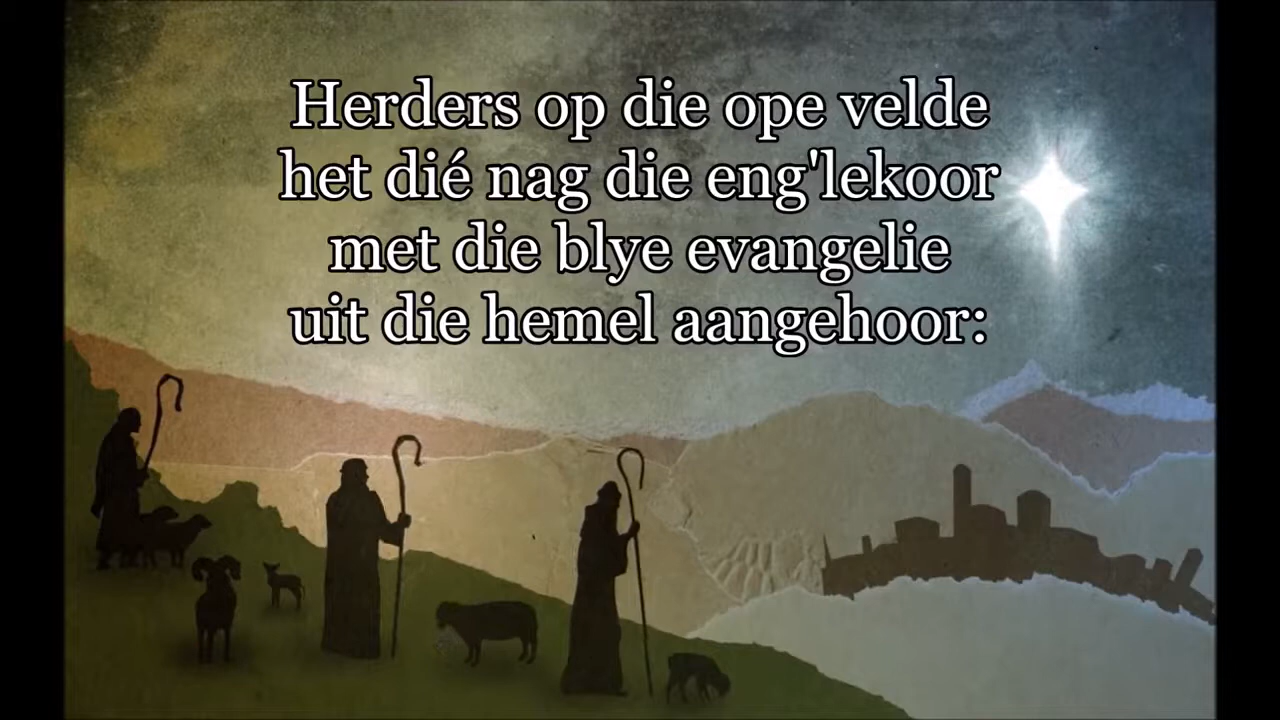 Herders op die ope velde
het dié nag die eng'lekoor
met die blye evangelie
uit die hemel aangehoor: